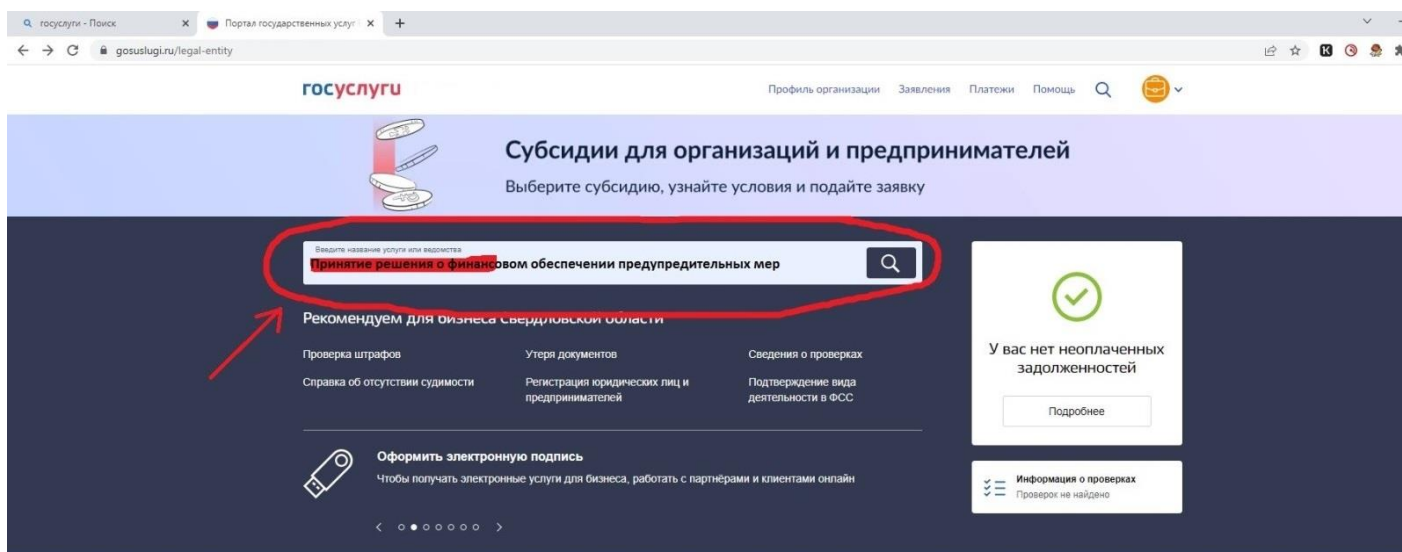 госуслуги - Поиск
Портал государственных услуг
gosuslugi.ru/legal-entity
госуслуги
Профиль организации Заявления Платежи Помощь
Субсидии для организаций и предпринимателей
Выберите субсидию, узнайте условия и подайте заявку
Введите название услуги или ведомства
Принятие решения о финансовом обеспечении предупредительных мер
Рекомендуем для бизнеса Свердловской области
Проверка штрафов
Утеря документов
Сведения о проверках
Справка об отсутствии судимости
Регистрация юридических лиц и
предпринимателей
Подтверждение вида
деятельности в ФСС
Оформить электронную подпись
Чтобы получать электронные услуги для бизнеса, работать с партнёрами и клиентами онлайн
У вас нет неоплаченных
задолженностей
Подробнее
Информация о проверках
Проверок не найдено